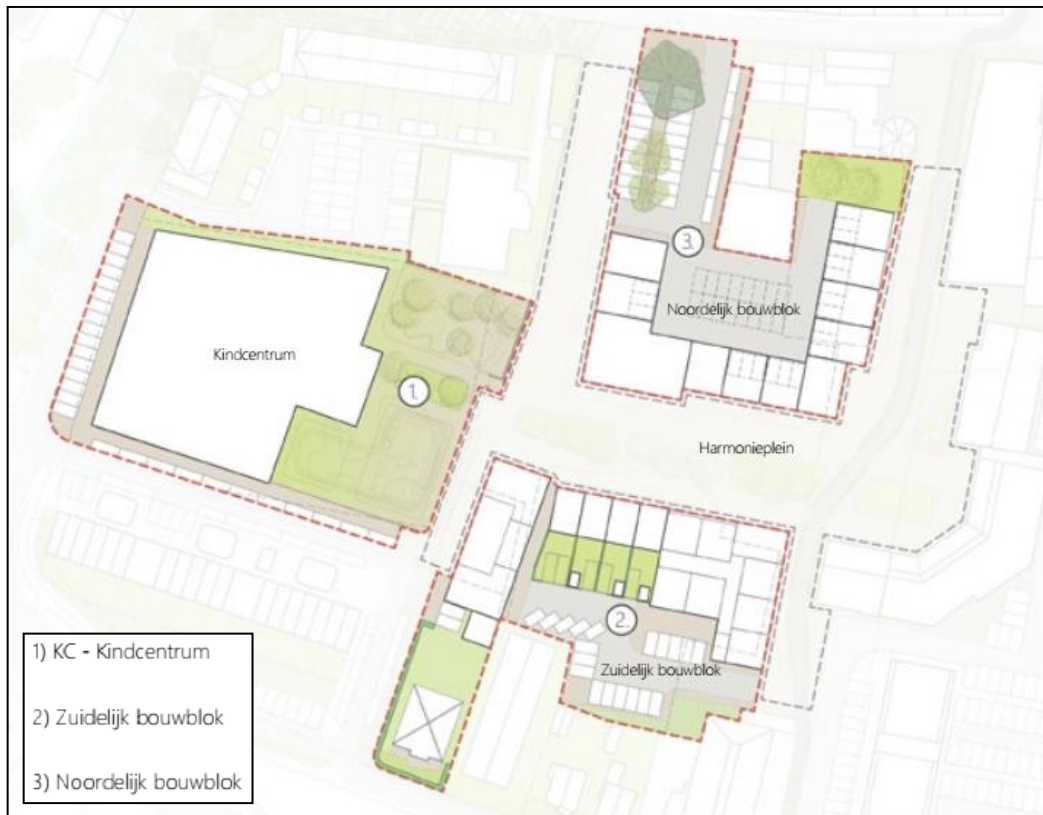 3.
Noordelijk bouwblok
Kindcentrum
1.
Harmonieplein
2.
Zuidelijk bouwblok
1) KC - Kindcentrum
2) Zuidelijk bouwblok
3) Noordelijk bouwblok